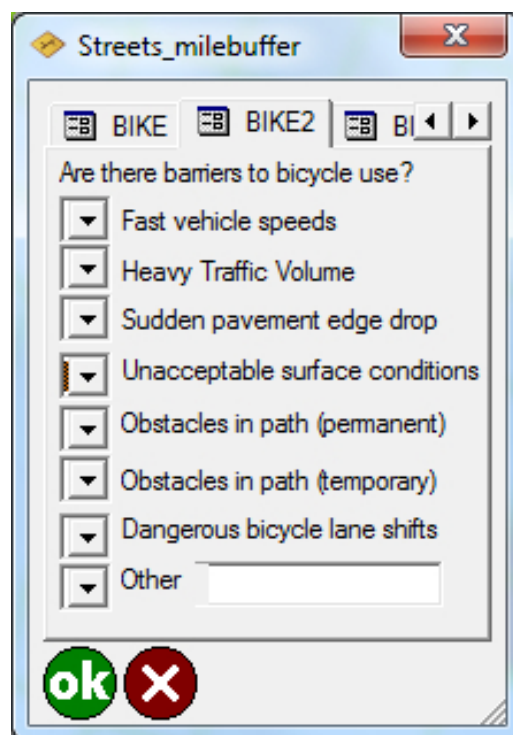 Streets_milebuffer
BIKE BIKE2 BI
Are there barriers to bicycle use?
Fast vehicle speeds
Heavy Traffic Volume
Sudden pavement edge drop
Unacceptable surface conditions
Obstacles in path (permanent)
Obstacles in path (temporary)
Dangerous bicycle lane shifts
Other
ok